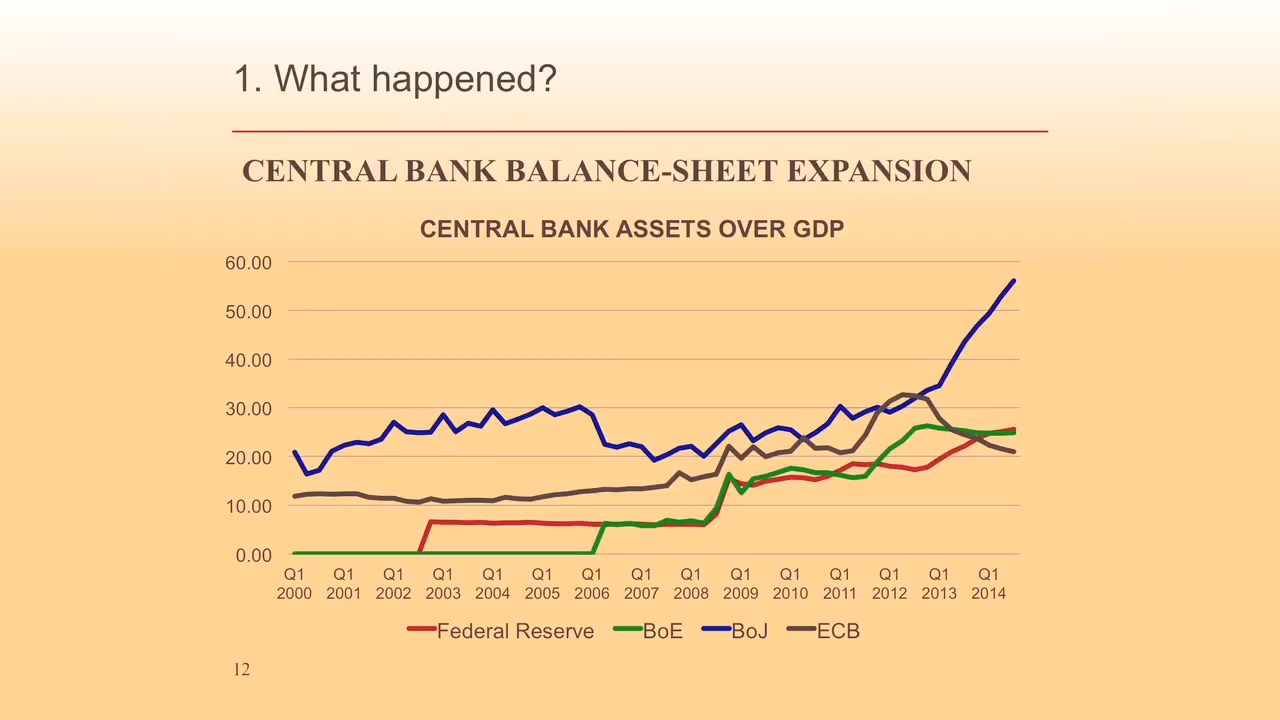 1. What happened?
CENTRAL BANK BALANCE-SHEET EXPANSION
CENTRAL BANK ASSETS OVER GDP
60.00
50.00
40.00
30.00
20.00
10.00
0.00
Q1 Q1 Q1 Q1 Q1 Q1 Q1 Q1 Q1 Q1 Q1 Q1 Q1 Q1 Q1
2000 2001 2002 2003 2004 2005 2006 2007 2008 2009 2010 2011 2012 2013 2014
Federal Reserve BoE BoJ ECB
12